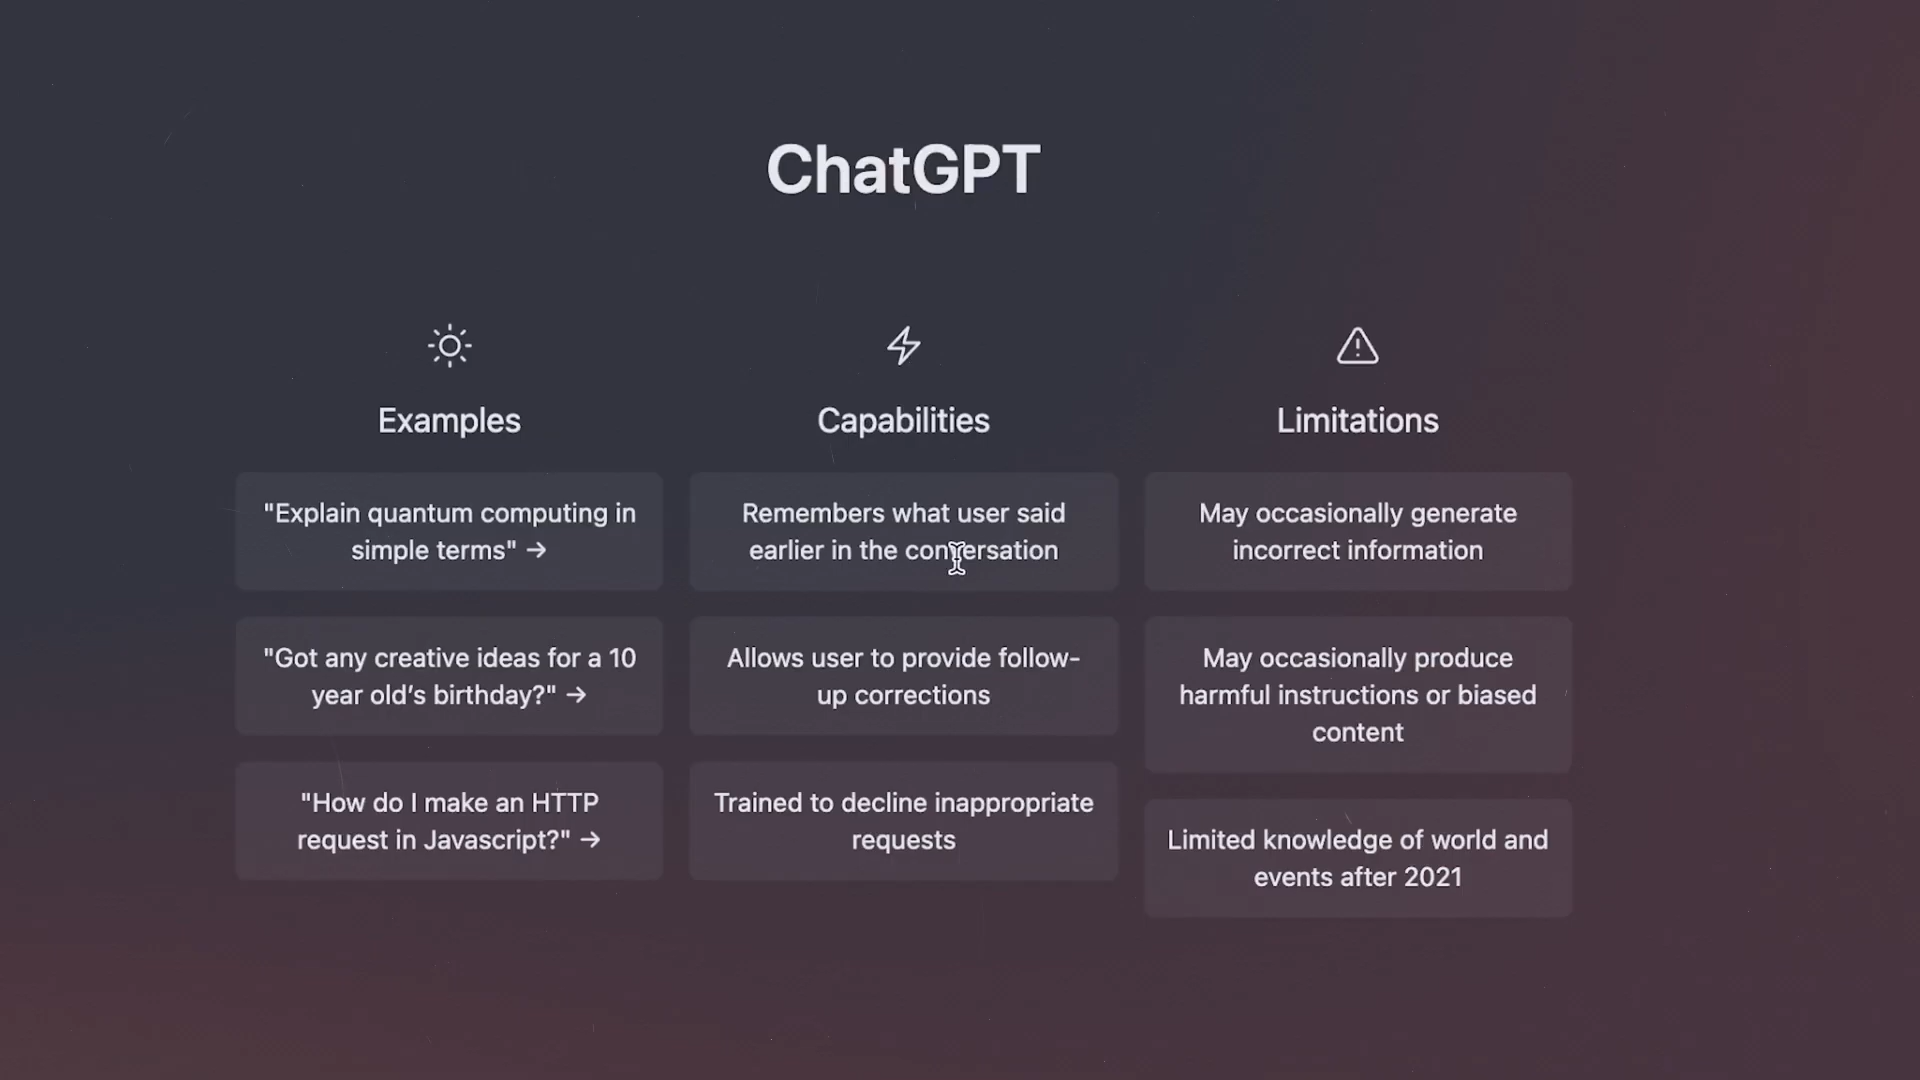 ChatGPT
Examples
"Explain quantum computing in
simple terms" →
"Got any creative ideas for a 10
year old’s birthday?" →
"How do I make an HTTP
request in Javascript?" →
Capabilities
Remembers what user said
earlier in the conversation
Allows user to provide follow-
up corrections
Trained to decline inappropriate
requests
Limitations
May occasionally generate
incorrect information
May occasionally produce
harmful instructions or biased
content
Limited knowledge of world and
events after 2021